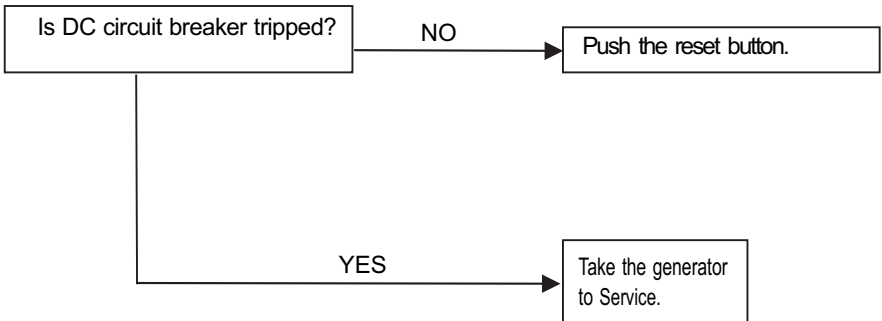 Is DC circuit breaker tripped?
NO
Push the reset button.
YES
Take the generator
to Service.